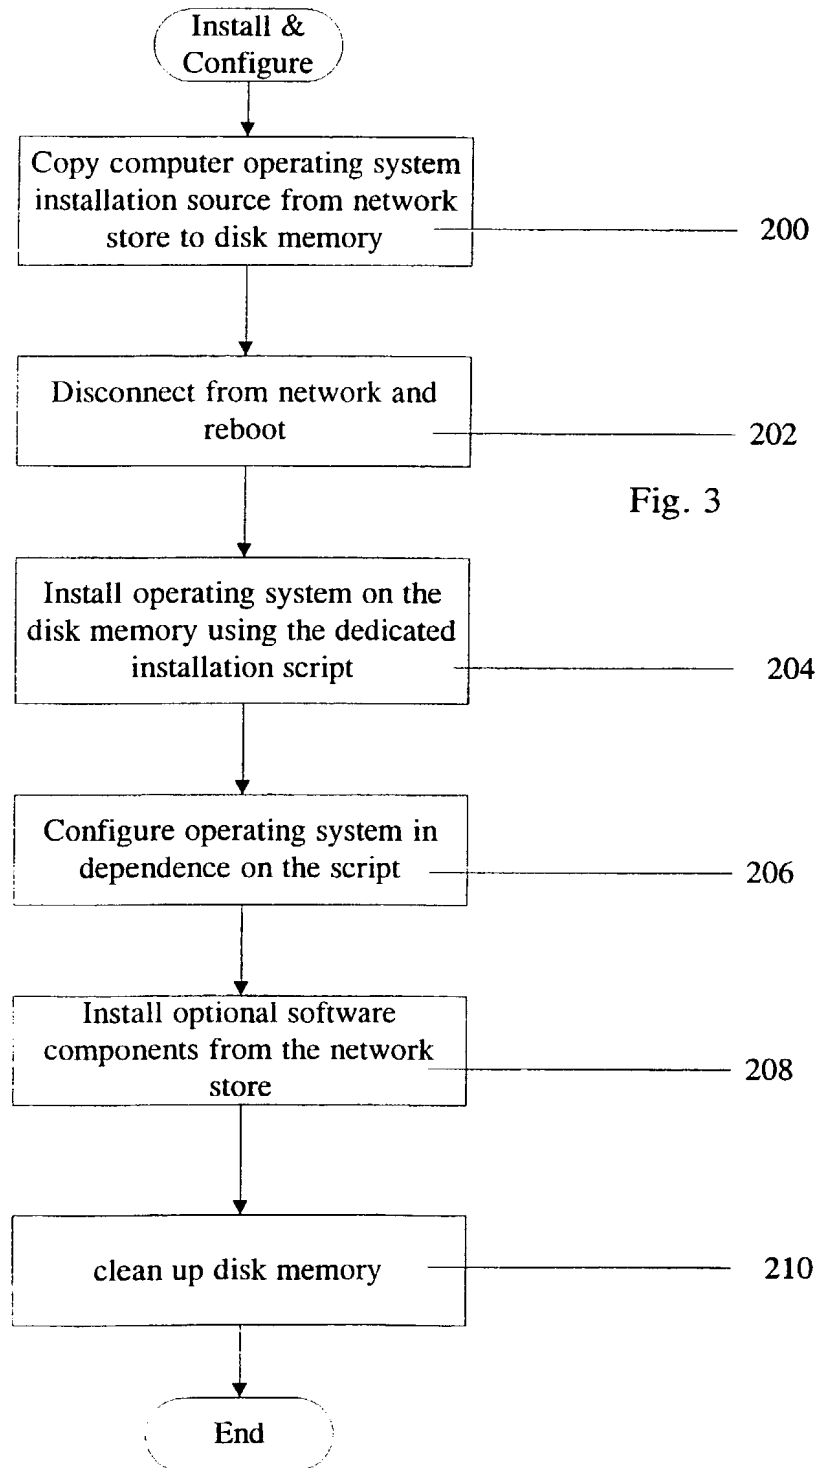 Install &
Configure
Copy computer operating system
installation source from network
store to disk memory
200
Disconnect from network and
reboot
202
Fig. 3
Install operating system on the
disk memory using the dedicated
installation script
204
Configure operating system in
dependence on the script
206
Install optional software
components from the network
store
208
clean up disk memory
210
End